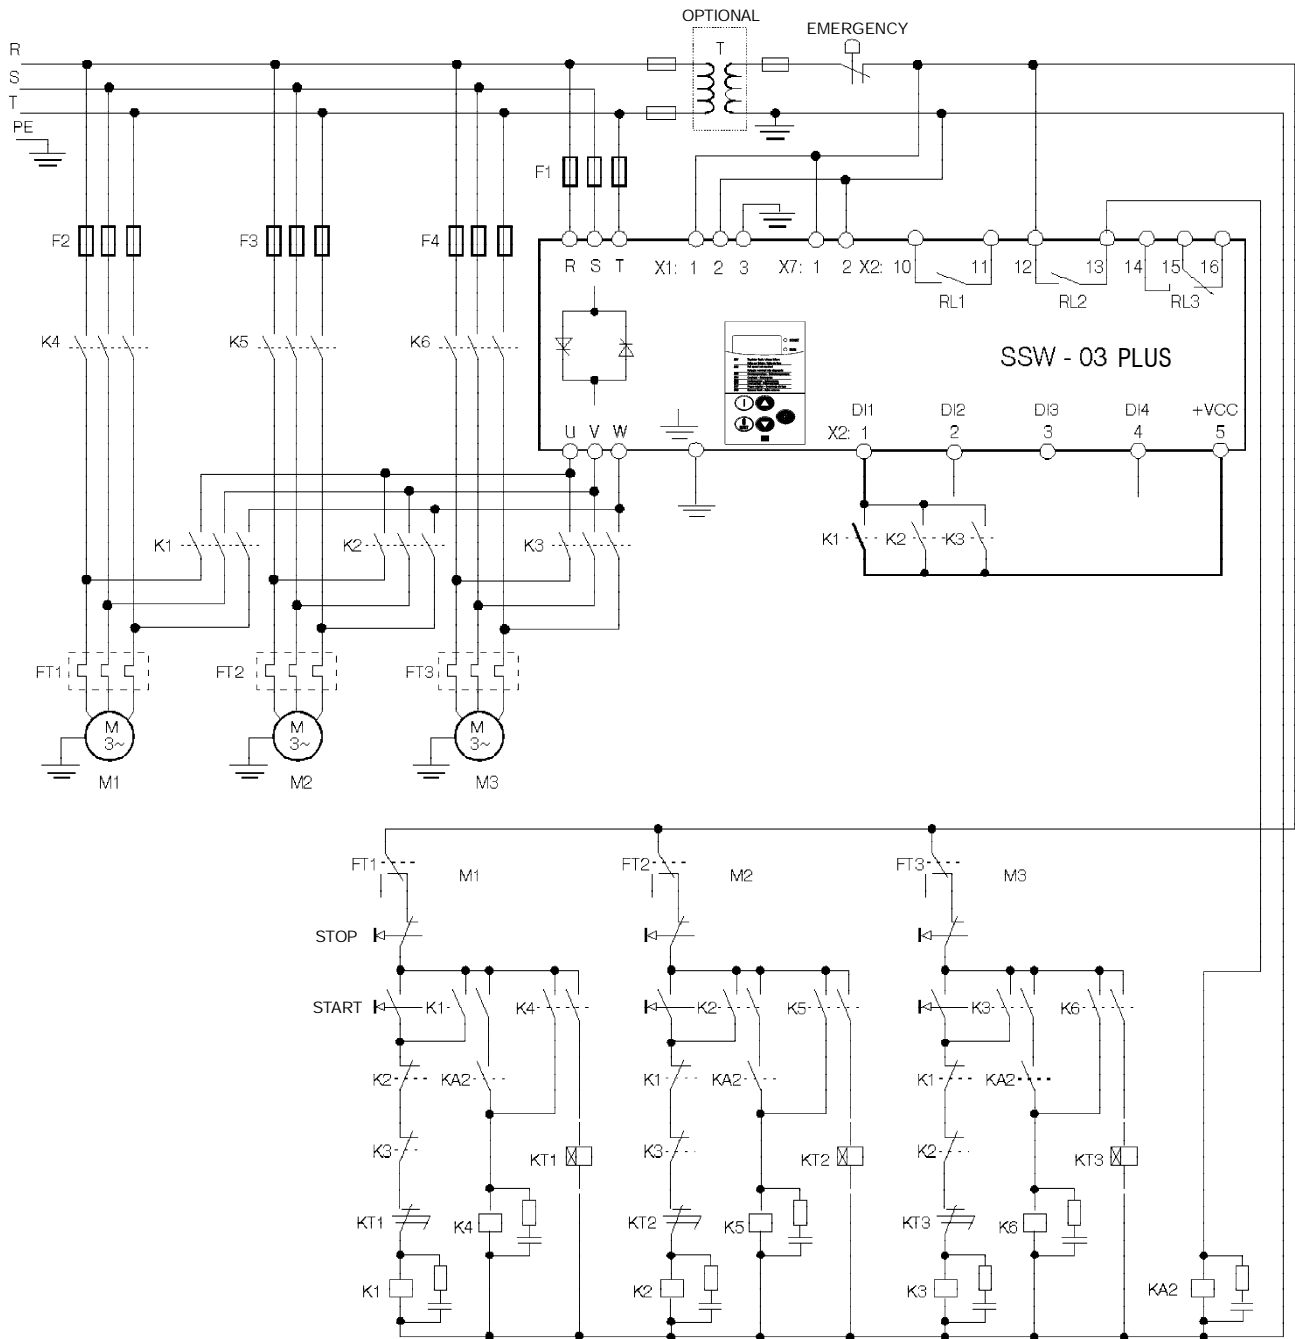 OPTIONAL
EMERGENCY
R
S
T
PE
T
F1
F2 F3 F4
R S T X1: 1 2 3 X7: 1 2 X2: 10 11 12 13 14 15 16
RL1 RL2 RL3
K4 K5 K6
SSW - 03 PLUS
DI1 DI2 DI3 DI4 +VCC
U V W X2: 1 2 3 4 5
K1 K2 K3 K1 K2 K3
FT1 FT2 FT3
M M M
3~ 3~ 3~
M1 M2 M3
FT1 M1 FT2 M2 FT3 M3
STOP
START K1 K4 K2 K5 K3 K6
K2 KA2 K1 KA2 K1 KA2
K3 KT1 K3 KT2 K2 KT3
KT1 K4 KT2 K5 KT3 K6
K1 K2 K3 KA2